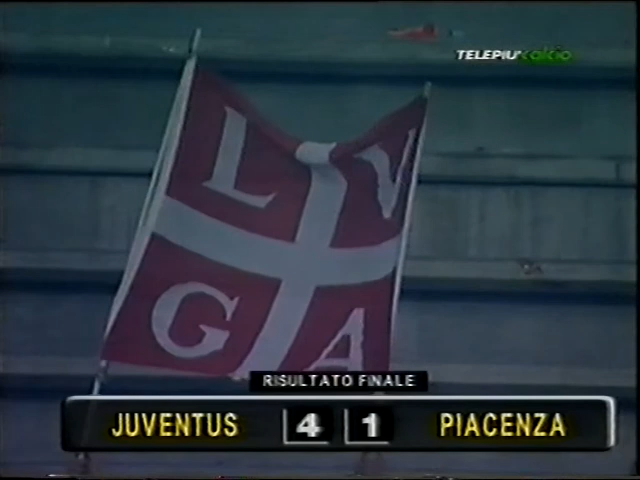 TELEPIU'calcio
L V
G A
RISULTATO FINALE
JUVENTUS 4 1 PIACENZA